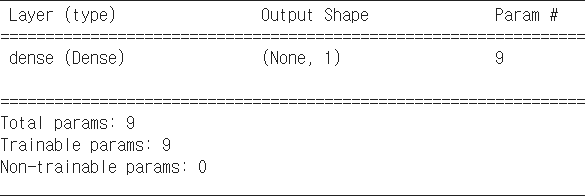 Layer (type) Output Shape Param #
=================================================================
dense (Dense) (None, 1) 9
=================================================================
Total params: 9
Trainable params: 9
Non-trainable params: 0